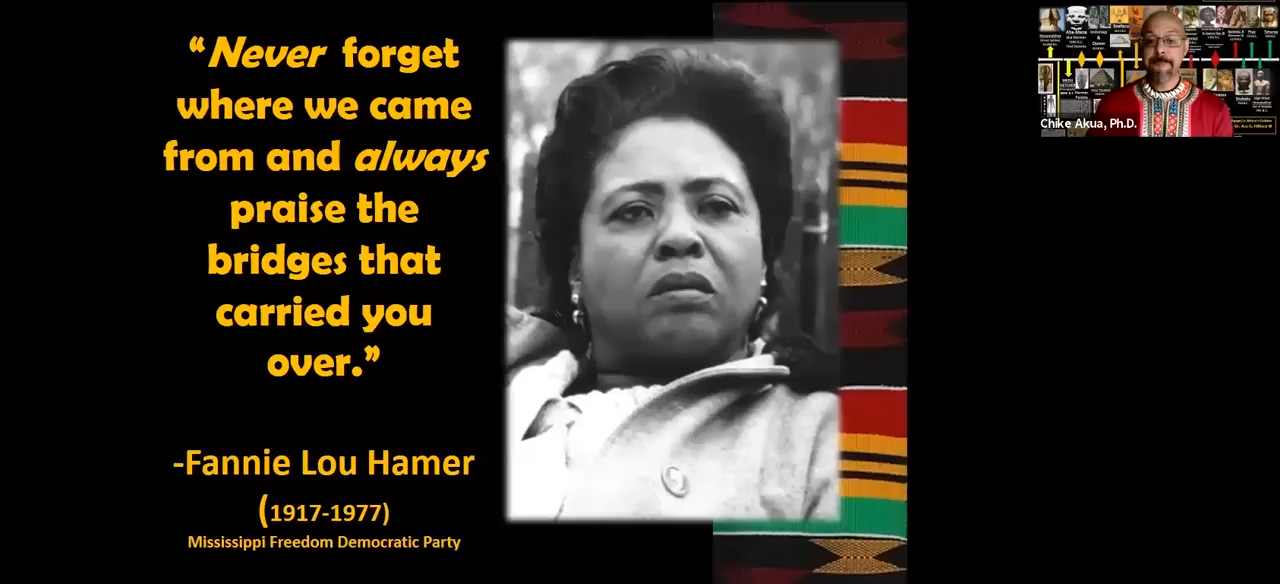 “Never forget
where we came
from and always
praise the
bridges that
carried you
over.”
-Fannie Lou Hamer
(1917-1977)
Mississippi Freedom Democratic Party
Chike Akua, Ph.D.